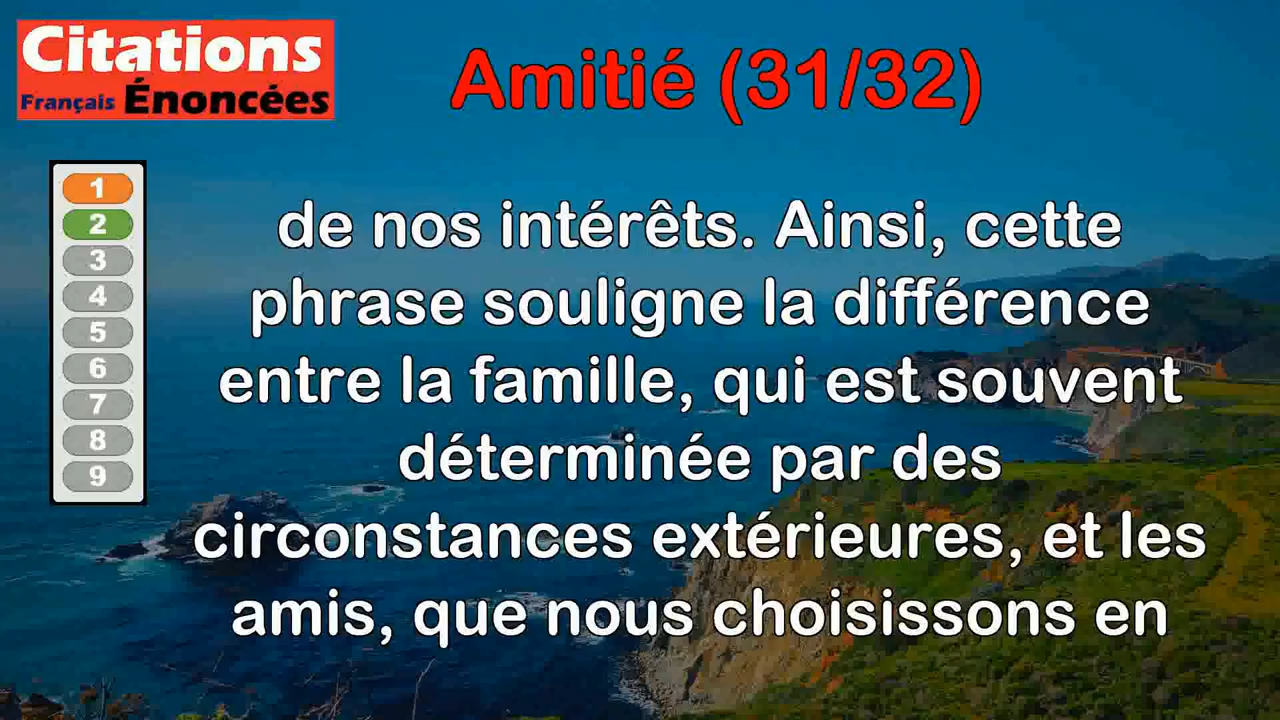 Citations
Français Énoncées
Amitié (31/32)
1
2
3
4
5
6
7
8
9
de nos intérêts. Ainsi, cette
phrase souligne la différence
entre la famille, qui est souvent
déterminée par des
circonstances extérieures, et les
amis, que nous choisissons en